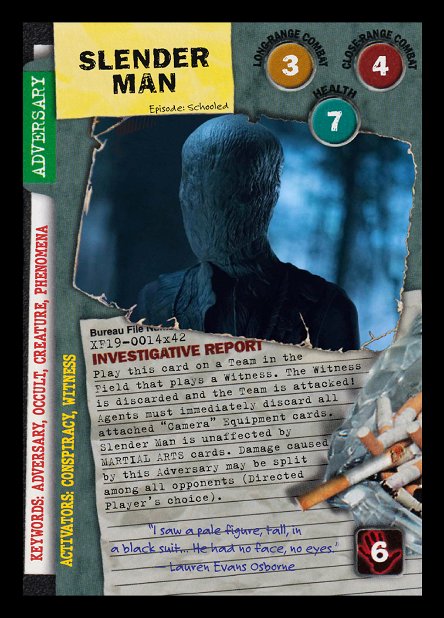 SLENDER
MAN
Episode: Schooled
LONG-RANGE COMBAT
3
CLOSE-RANGE COMBAT
4
HEALTH
7
ADVERSARY
KEYWORDS: ADVERSARY, OCCULT, CREATURE, PHENOMENA
ACTIVATORS: CONSPIRACY, WITNESS
Bureau File
XF19-0014x42
INVESTIGATIVE REPORT
Play this card on a Team in the
Field that plays a Witness. The Witness
is discarded and the Team is attacked!
Agents must immediately discard all
attached "Camera" Equipment cards.
Slender Man is unaffected by
MARTIAL ARTS cards. Damage caused
by this Adversary may be split
among all opponents (Directed
Player's choice).
"I saw a pale figure, tall, in
a black suit... He had no face, no eyes."
Lauren Evans Osborne
6